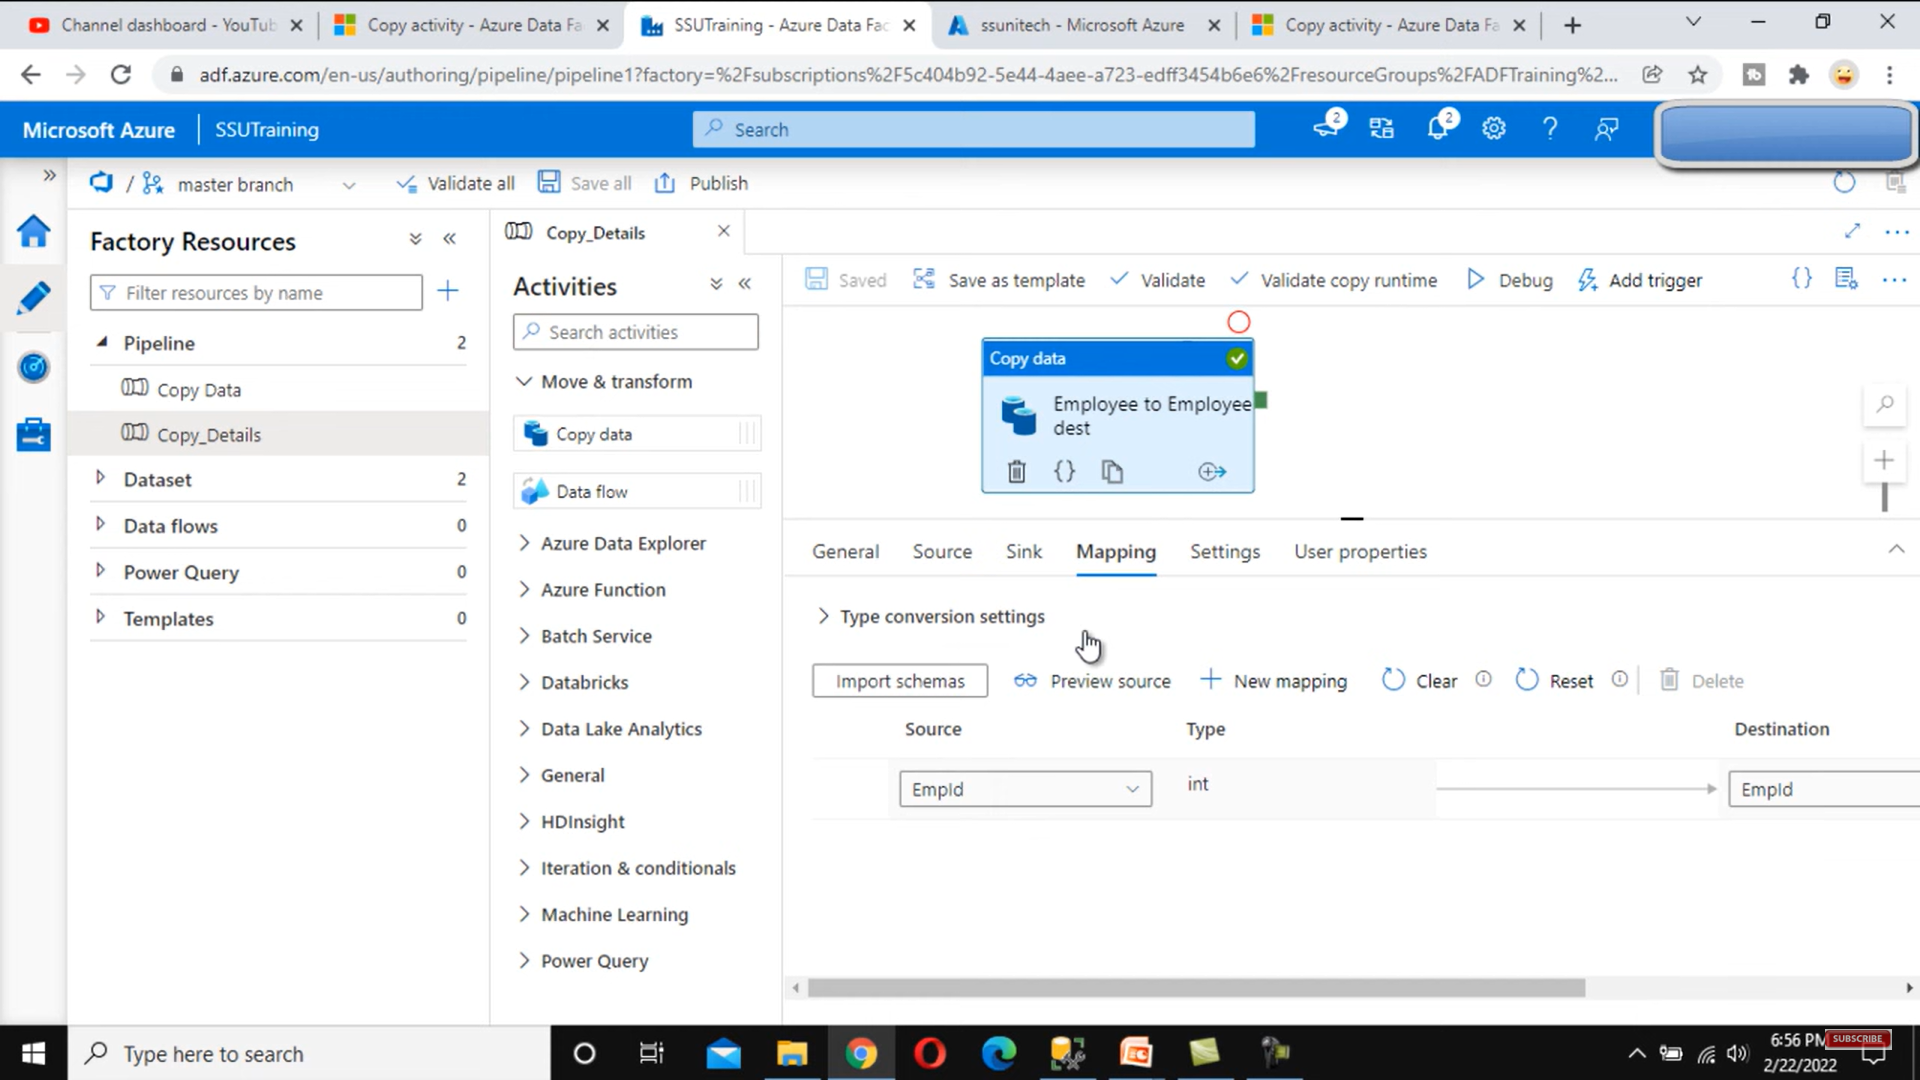 Channel dashboard - YouTub
Copy activity - Azure Data Fa
SSUTraining - Azure Data Fac
ssunitech - Microsoft Azure
Copy activity - Azure Data Fa
adf.azure.com/en-us/authoring/pipeline/pipeline1?factory=%2Fsubscriptions%2F5c404b92-5e44-4aee-a723-edff3454b6e6%2FresourceGroups%2FADFTraining%2...
Microsoft Azure
SSUTraining
Search
2
2
/ master branch
Validate all
Save all
Publish
Factory Resources
Filter resources by name
Pipeline 2
Copy Data
Copy_Details
Dataset 2
Data flows 0
Power Query 0
Templates 0
Copy_Details
Activities
Search activities
Move & transform
Copy data
Data flow
Azure Data Explorer
Azure Function
Batch Service
Databricks
Data Lake Analytics
General
HDInsight
Iteration & conditionals
Machine Learning
Power Query
Saved
Save as template
Validate
Validate copy runtime
Debug
Add trigger
Copy data
Employee to Employee
dest
General
Source
Sink
Mapping
Settings
User properties
Type conversion settings
Import schemas
Preview source
New mapping
Clear
Reset
Delete
Source
Type
Destination
EmpId
int
EmpId
Type here to search
6:56 PM
2/22/2022
SUBSCRIBE